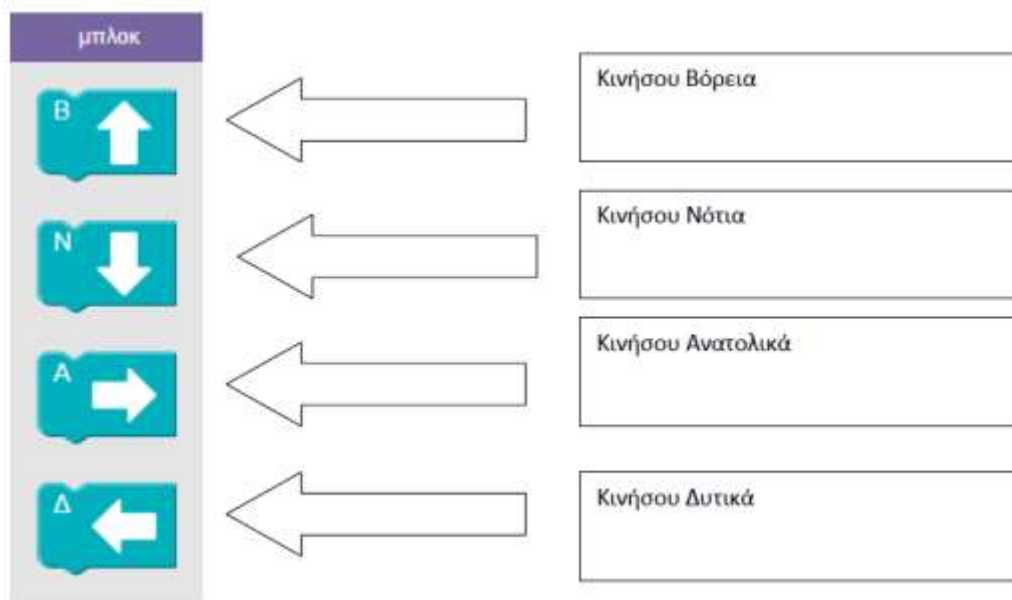 μπλοκ
Β
Κινήσου Βόρεια
Ν
Κινήσου Νότια
Α
Κινήσου Ανατολικά
Δ
Κινήσου Δυτικά